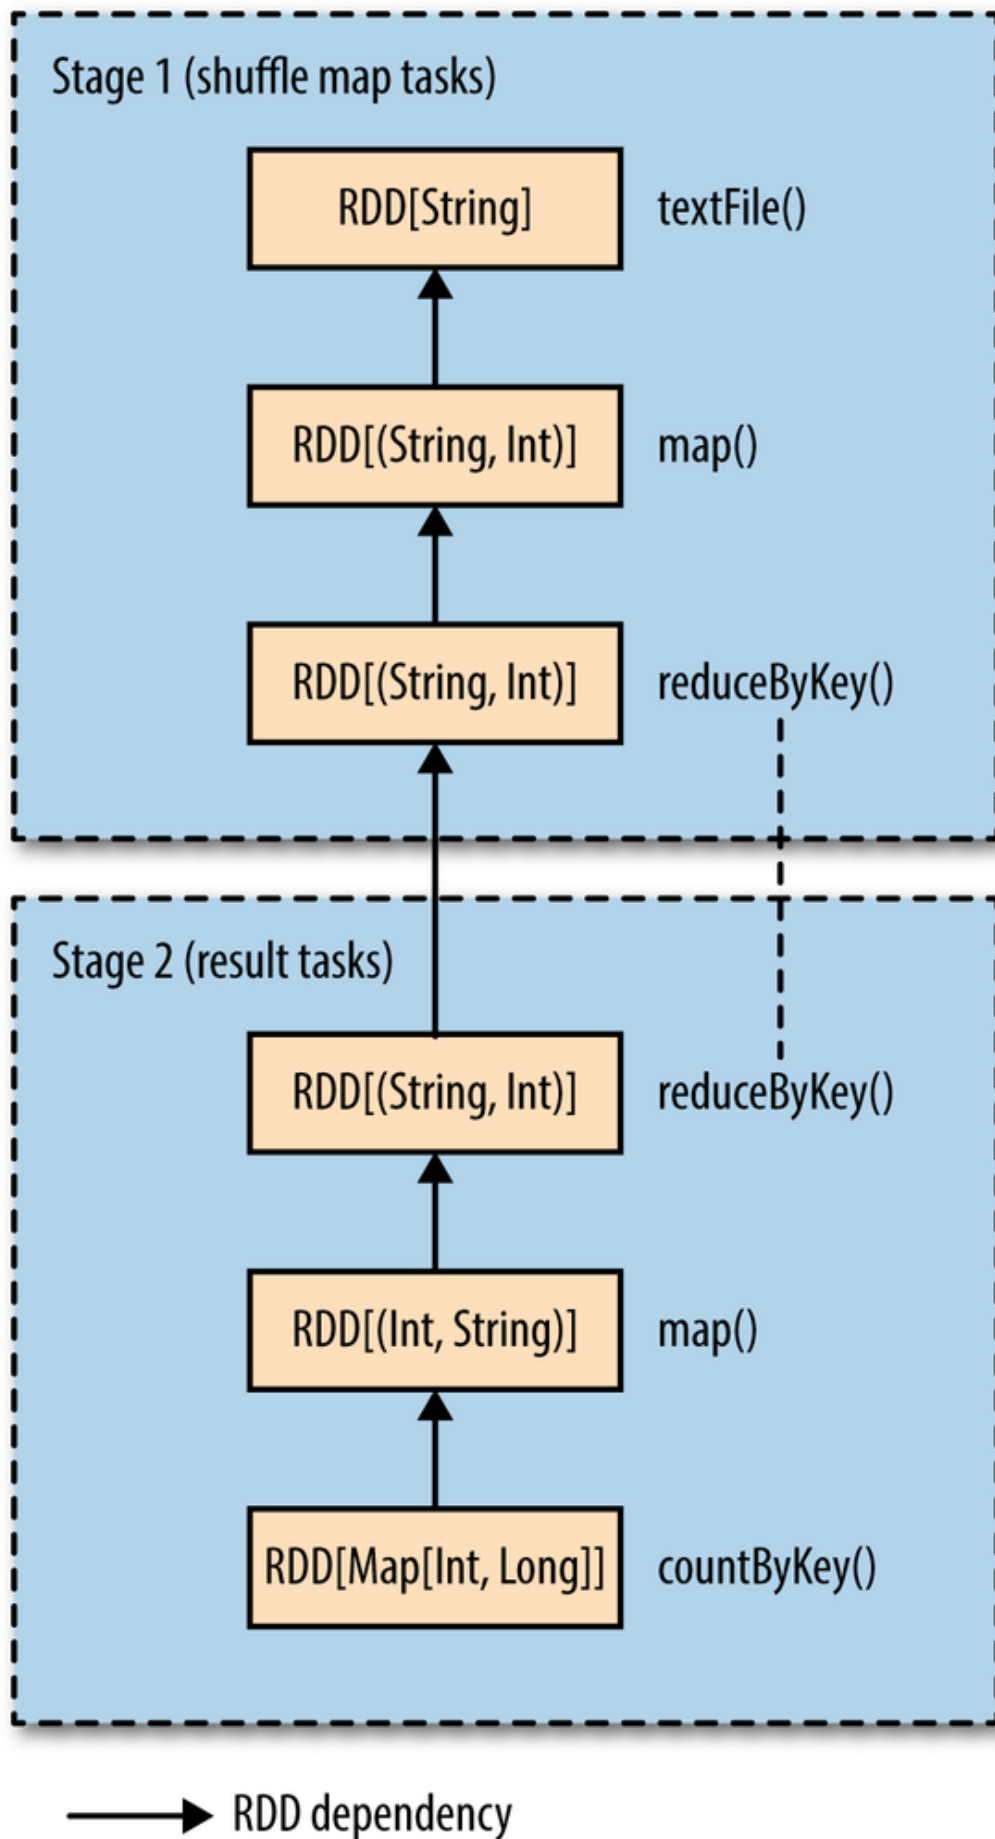 Stage 1 (shuffle map tasks)
RDD[String] textFile()
RDD[(String, Int)] map()
RDD[(String, Int)] reduceByKey()
Stage 2 (result tasks)
RDD[(String, Int)] reduceByKey()
RDD[(Int, String)] map()
RDD[Map[Int, Long]] countByKey()
RDD dependency